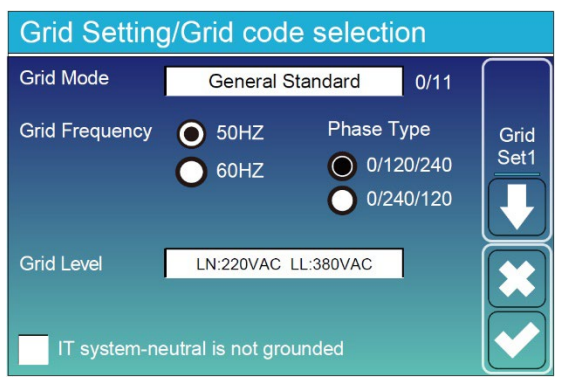 Grid Setting/Grid code selection
Grid Mode
General Standard
0/11
Grid Frequency
50HZ
60HZ
Phase Type
0/120/240
0/240/120
Grid Level
LN:220VAC LL:380VAC
IT system-neutral is not grounded
Grid
Set1